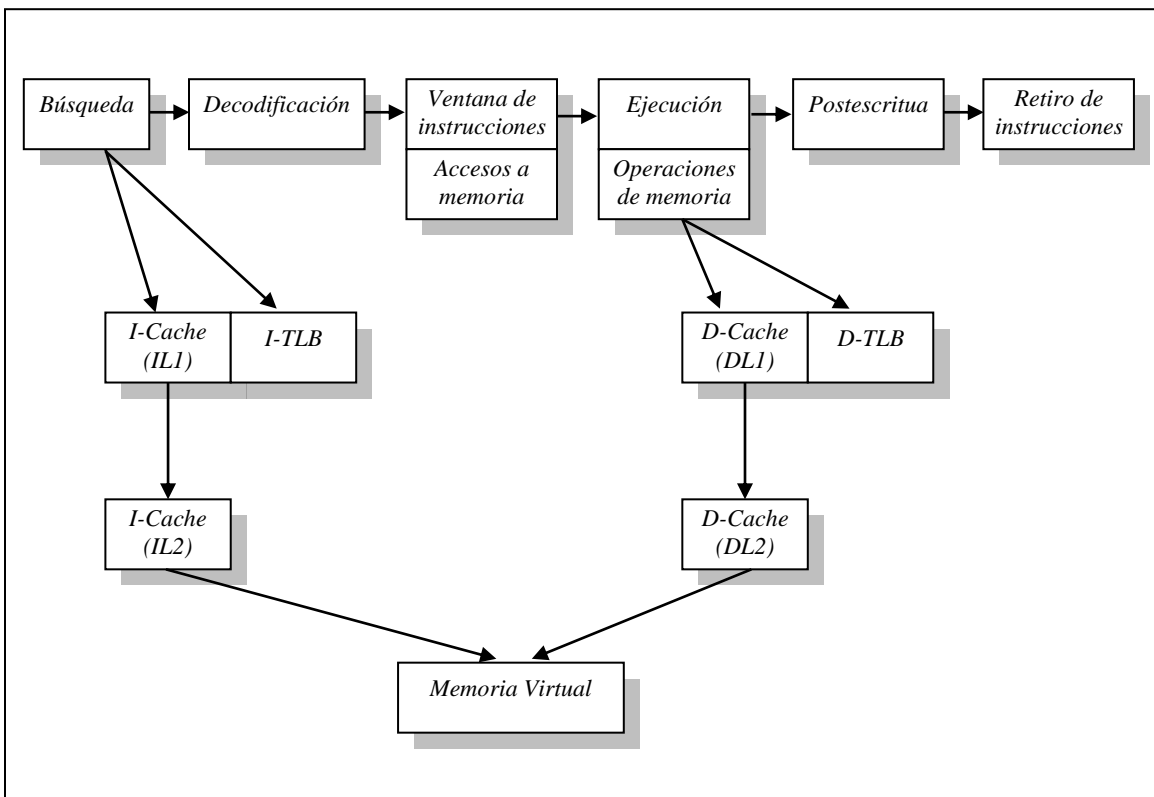 Búsqueda
Decodificación
Ventana de
instrucciones
Accesos a
memoria
Ejecución
Operaciones
de memoria
Postescritua
Retiro de
instrucciones
I-Cache
(IL1)
I-TLB
D-Cache
(DL1)
D-TLB
I-Cache
(IL2)
D-Cache
(DL2)
Memoria Virtual